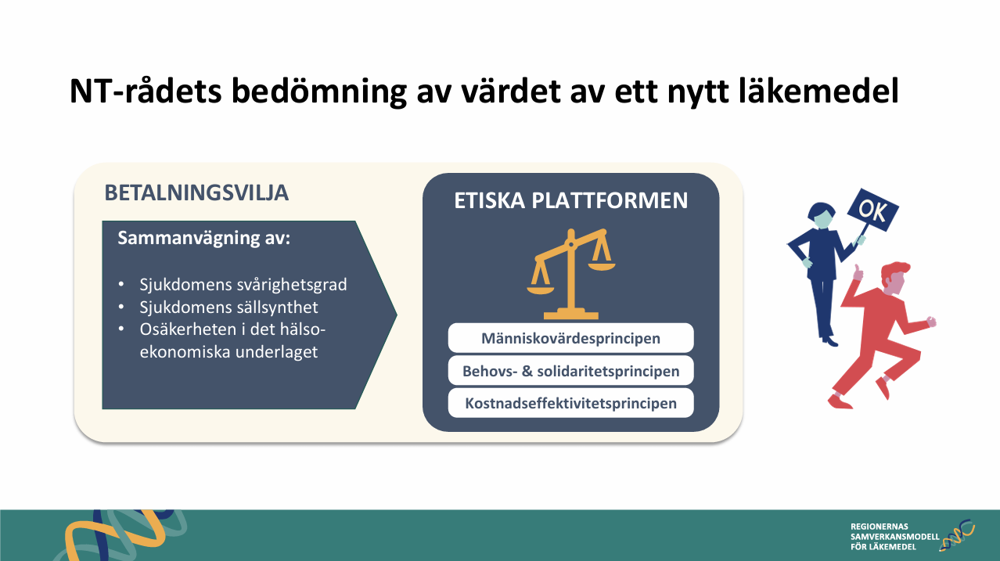 NT-rådets bedömning av värdet av ett nytt läkemedel
BETALNINGSVILJA
Sammanvägning av:
• Sjukdomens svårighetsgrad
• Sjukdomens sällsynthet
• Osäkerheten i det hälso-
ekonomiska underlaget
ETISKA PLATTFORMEN
Människovärdesprincipen
Behovs- & solidaritetsprincipen
Kostnadseffektivitetsprincipen
OK
REGIONERNAS
SAMVERKANSMODELL
FÖR LÄKEMEDEL